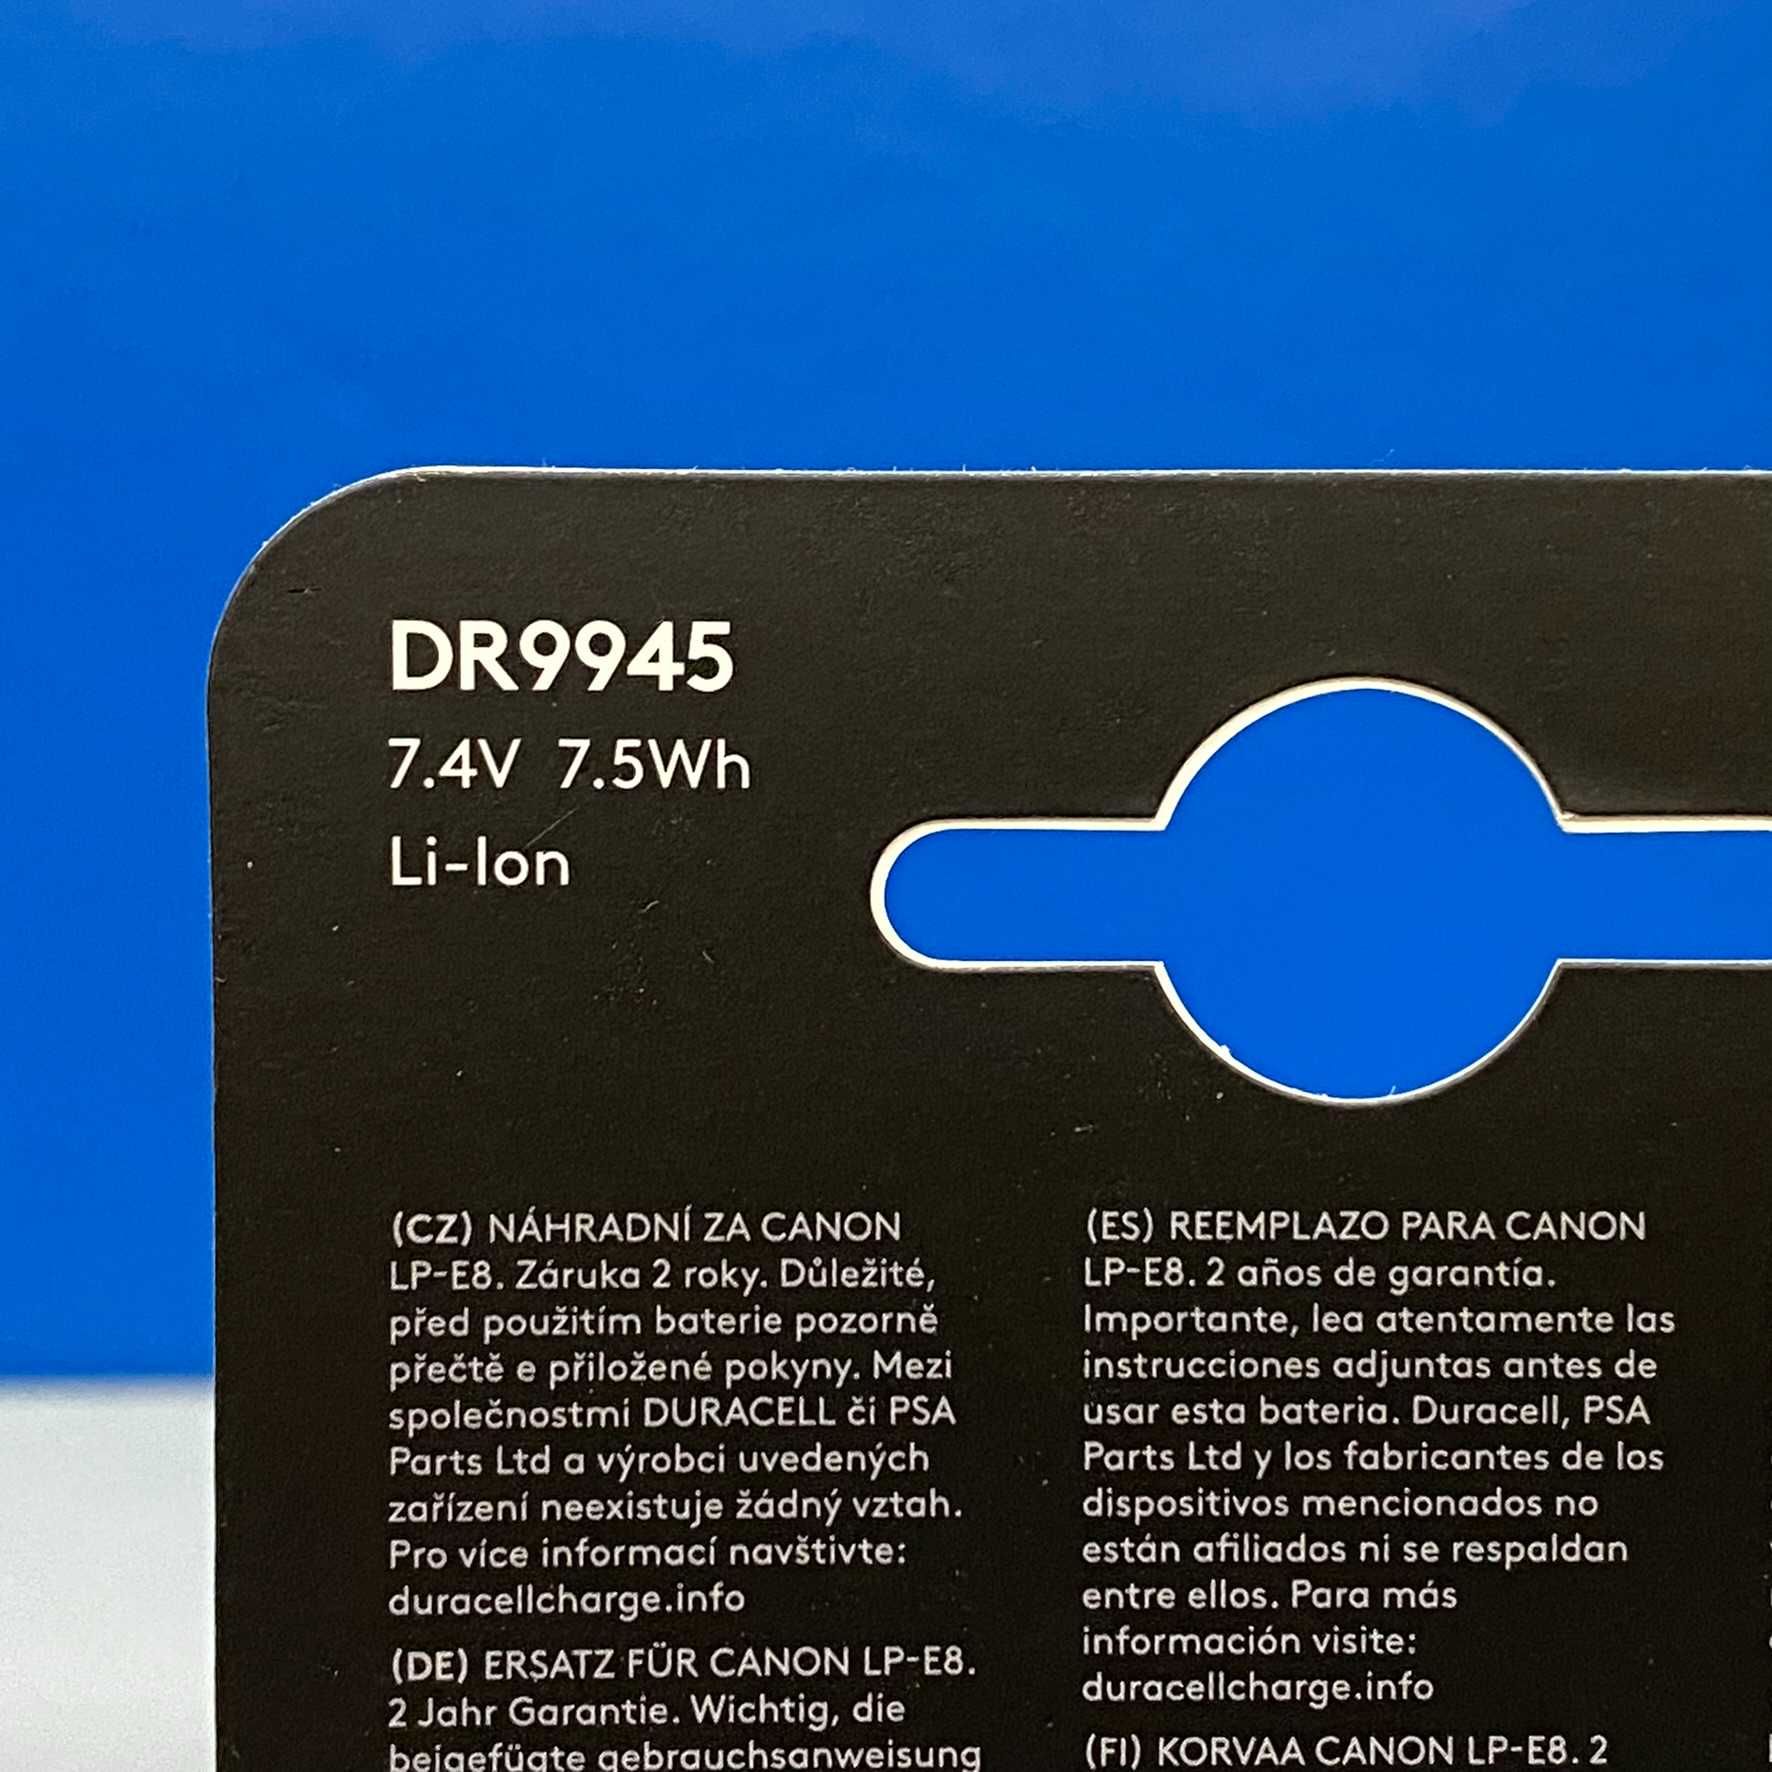 DR9945
7.4V 7.5Wh
Li-Ion
(CZ) NÁHRADNÍ ZA CANON
LP-E8. Záruka 2 roky. Důležité,
před použitím baterie pozorně
přečtě e přiložené pokyny. Mezi
společnostmi DURACELL či PSA
Parts Ltd a výrobci uvedených
zařízení neexistuje žádný vztah.
Pro více informací navštivte:
duracellcharge.info
(DE) ERSATZ FÜR CANON LP-E8.
2 Jahr Garantie. Wichtig, die
beigefügte gebrauchsanweisung
(ES) REEMPLAZO PARA CANON
LP-E8. 2 años de garantía.
Importante, lea atentamente las
instrucciones adjuntas antes de
usar esta bateria. Duracell, PSA
Parts Ltd y los fabricantes de los
dispositivos mencionados no
están afiliados ni se respaldan
entre ellos. Para más
información visite:
duracellcharge.info
(FI) KORVAA CANON LP-E8. 2